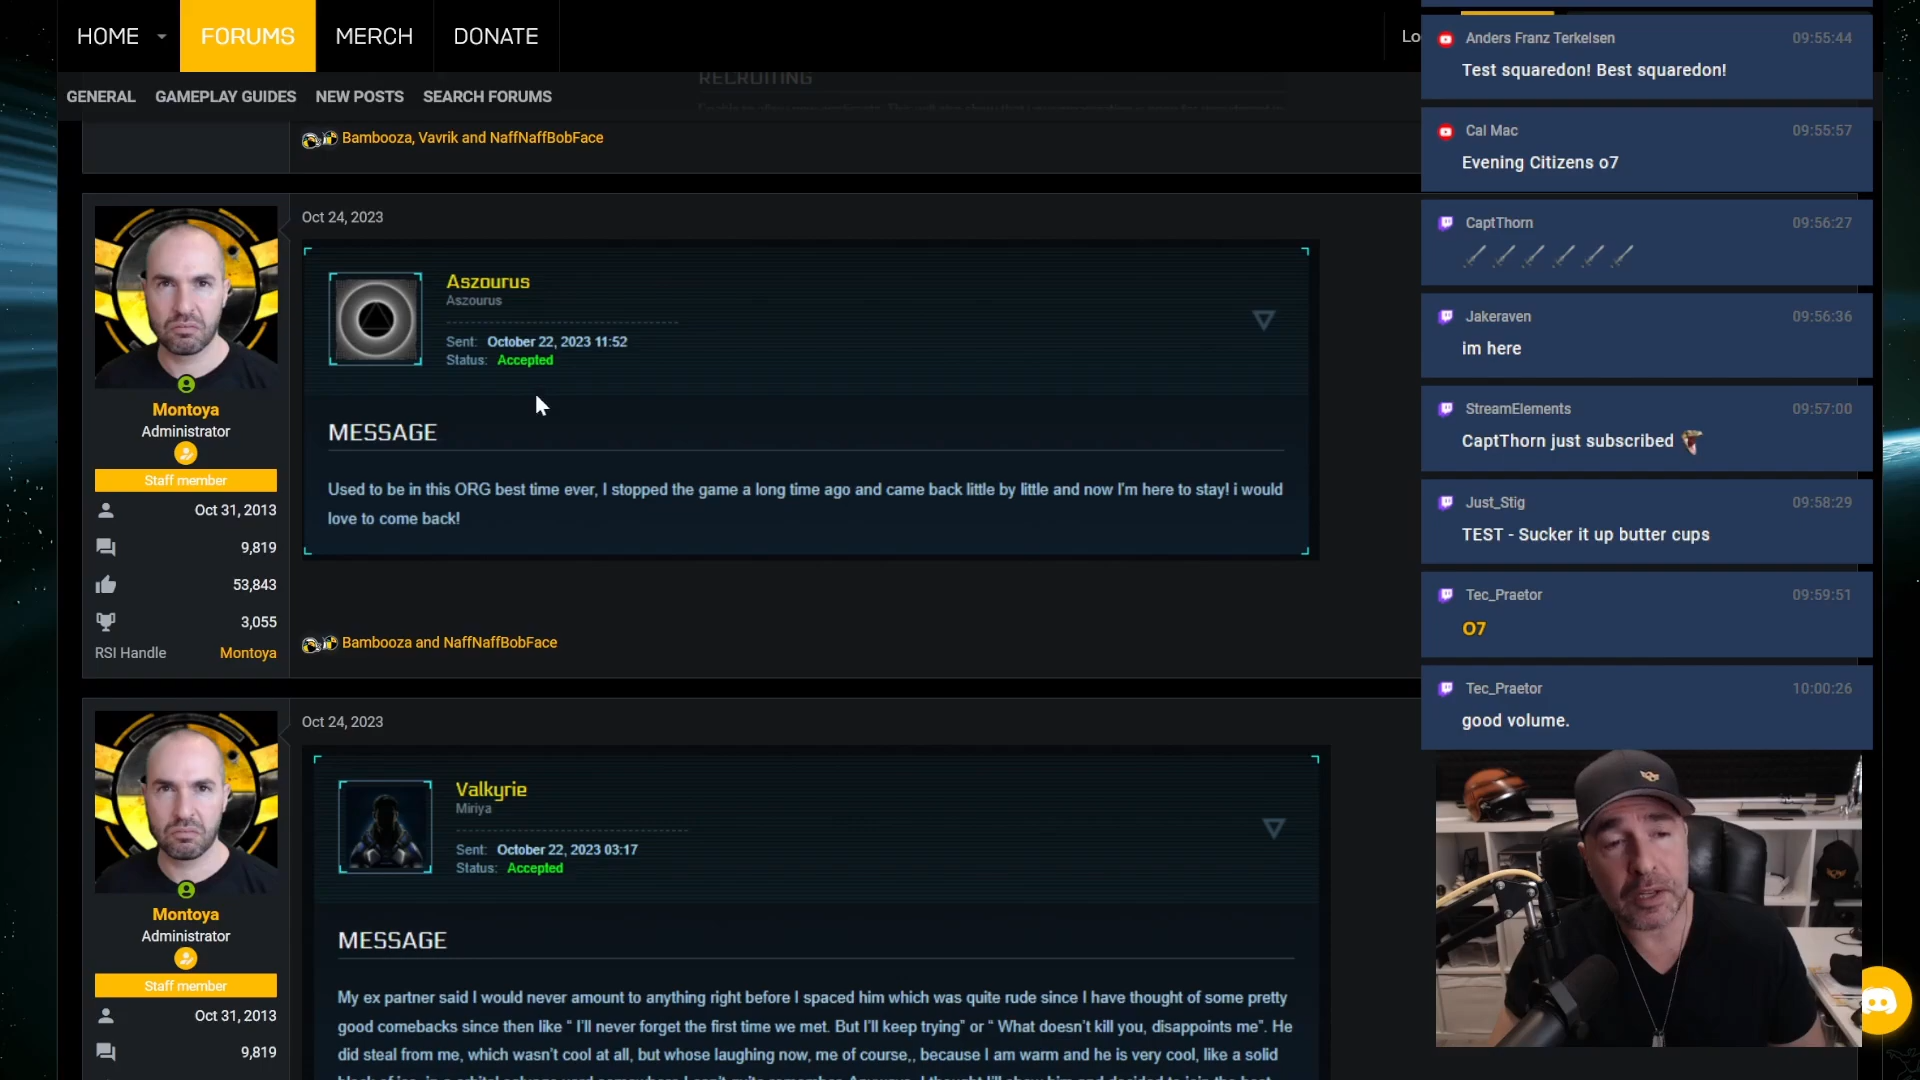 HOME
FORUMS
MERCH
DONATE
Lo
GENERAL
GAMEPLAY GUIDES
NEW POSTS
SEARCH FORUMS
RECRUITING
Bambooza, Vavrik and NaffNaffBobFace
Oct 24, 2023
Montoya
Administrator
Staff member
Oct 31, 2013
9,819
53,843
3,055
RSI Handle Montoya
Aszourus
Aszourus
Sent: October 22, 2023 11:52
Status: Accepted
MESSAGE
Used to be in this ORG best time ever, I stopped the game a long time ago and came back little by little and now I'm here to stay! i would
love to come back!
Bambooza and NaffNaffBobFace
Oct 24, 2023
Montoya
Administrator
Staff member
Oct 31, 2013
9,819
Valkyrie
Miriya
Sent: October 22, 2023 03:17
Status: Accepted
MESSAGE
My ex partner said I would never amount to anything right before I spaced him which was quite rude since I have thought of some pretty
good comebacks since then like “ I'll never forget the first time we met. But I'll keep trying” or “ What doesn't kill you, disappoints me”. He
did steal from me, which wasn't cool at all, but whose laughing now, me of course,, because I am warm and he is very cool, like a solid
Anders Franz Terkelsen 09:55:44
Test squaredon! Best squaredon!
Cal Mac 09:55:57
Evening Citizens o7
CaptThorn 09:56:27
Jakeraven 09:56:36
im here
StreamElements 09:57:00
CaptThorn just subscribed
Just_Stig 09:58:29
TEST - Sucker it up butter cups
Tec_Praetor 09:59:51
O7
Tec_Praetor 10:00:26
good volume.